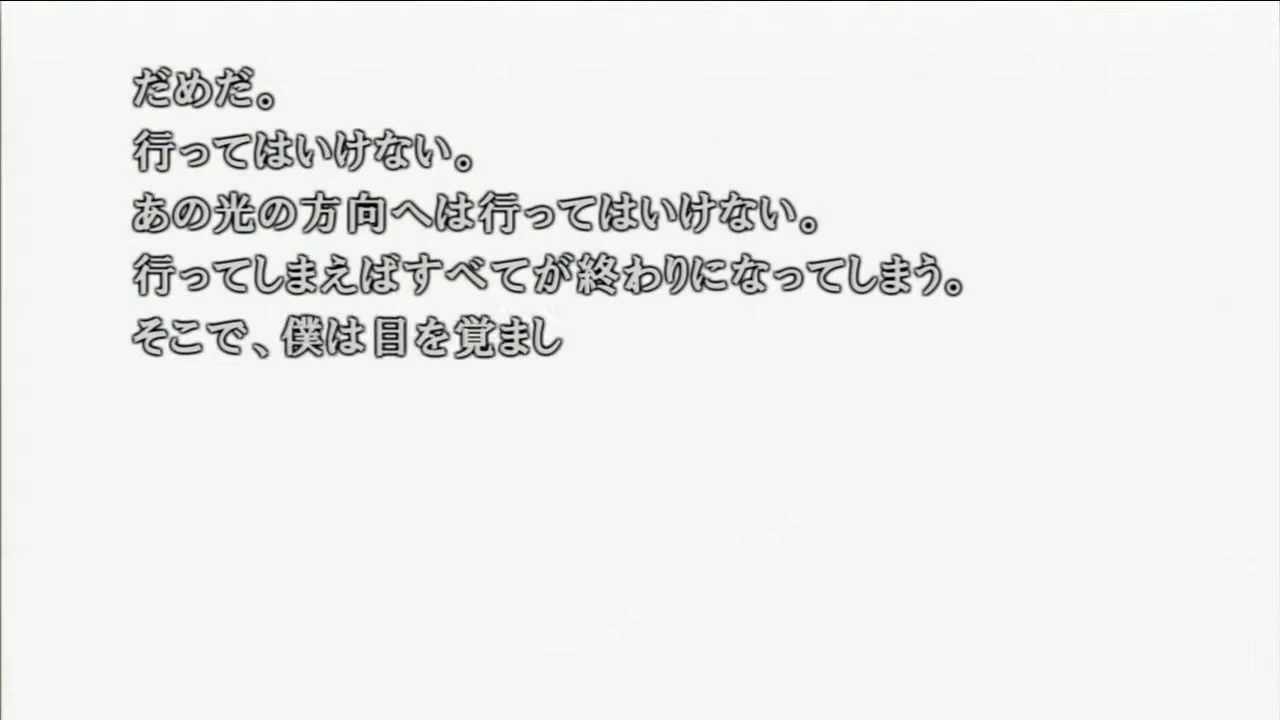 だめだ。
行ってはいけない。
あの光の方向へは行ってはいけない。
行ってしまえばすべてが終わりになってしまう。
そこで、僕は目を覚まし